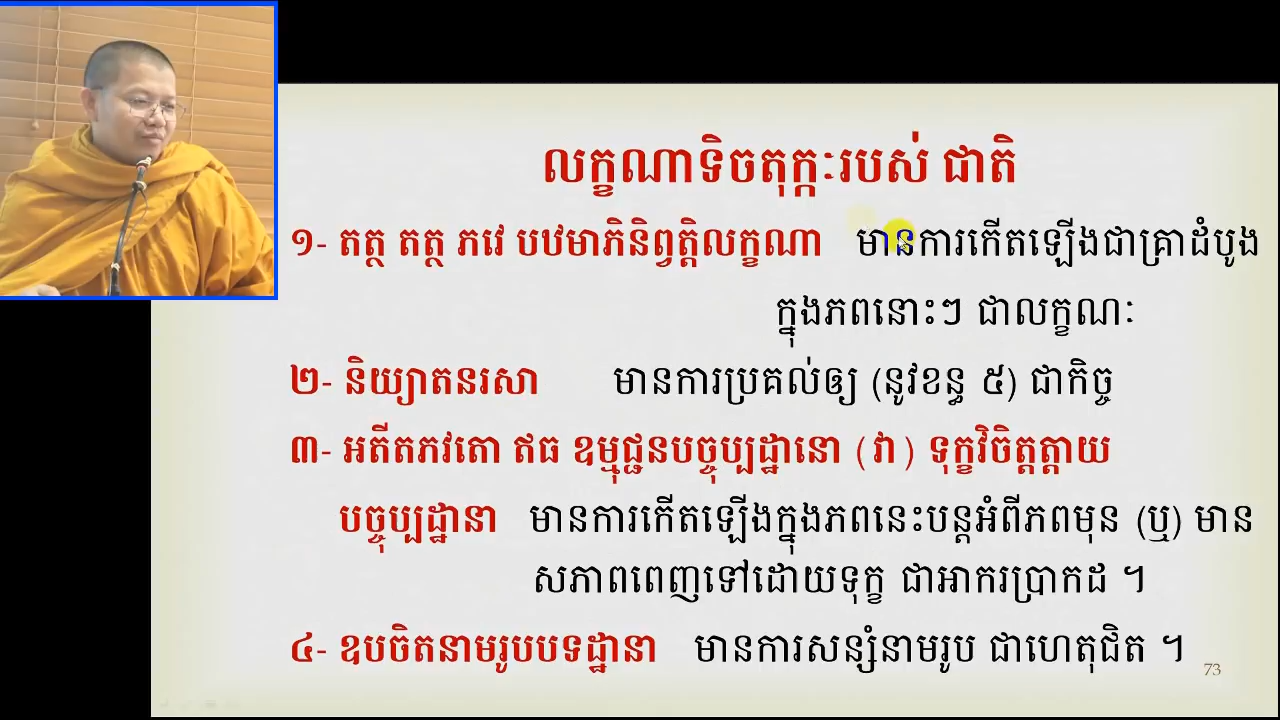 លក្ខណាទិចតុក្កៈរបស់ ជាតិ
១- តត្ថ តត្ថ ភវេ បឋមាភិនិព្វត្តិលក្ខណា មានការកើតឡើងជាគ្រាដំបូង
ក្នុងភពនោះៗ ជាលក្ខណៈ
២- និយ្យាតនរសា មានការប្រគល់ឲ្យ (នូវខន្ធ ៥) ជាកិច្ច
៣- អតីតភវតោ ឥធ ឧម្មុជ្ជនបច្ចុប្បដ្ឋានោ (វា) ទុក្ខវិចិត្តត្តាយ
បច្ចុប្បដ្ឋានា មានការកើតឡើងក្នុងភពនេះបន្តអំពីភពមុន (ឬ) មាន
សភាពពេញទៅដោយទុក្ខ ជាអាករប្រាកដ ។
៤- ឧបចិតនាមរូបបទដ្ឋានា មានការសន្សំនាមរូប ជាហេតុជិត ។
73